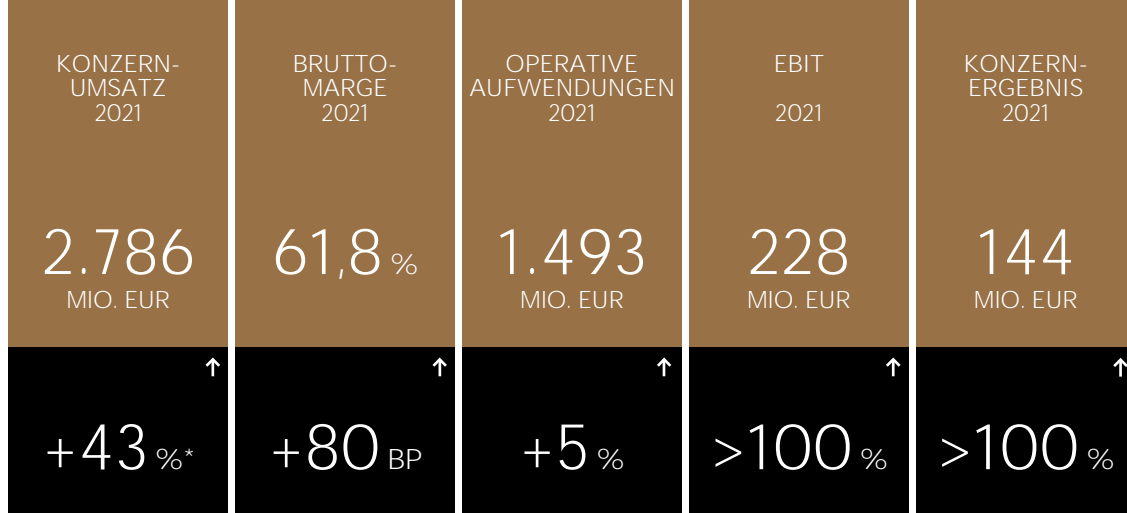 KONZERN-
UMSATZ
2021
2.786
MIO. EUR
+43 %*
BRUTTO-
MARGE
2021
61,8 %
+80 BP
OPERATIVE
AUFWENDUNGEN
2021
1.493
MIO. EUR
+5 %
EBIT
2021
228
MIO. EUR
>100 %
KONZERN-
ERGEBNIS
2021
144
MIO. EUR
>100 %